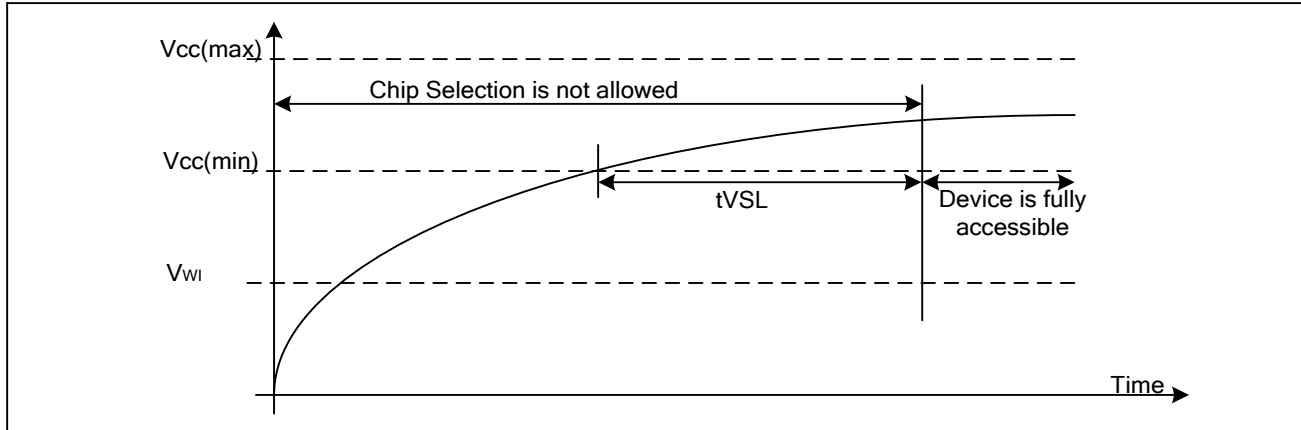 Vcc(max)
Chip Selection is not allowed
Vcc(min)
tVSL
Device is fully
accessible
VWI
Time